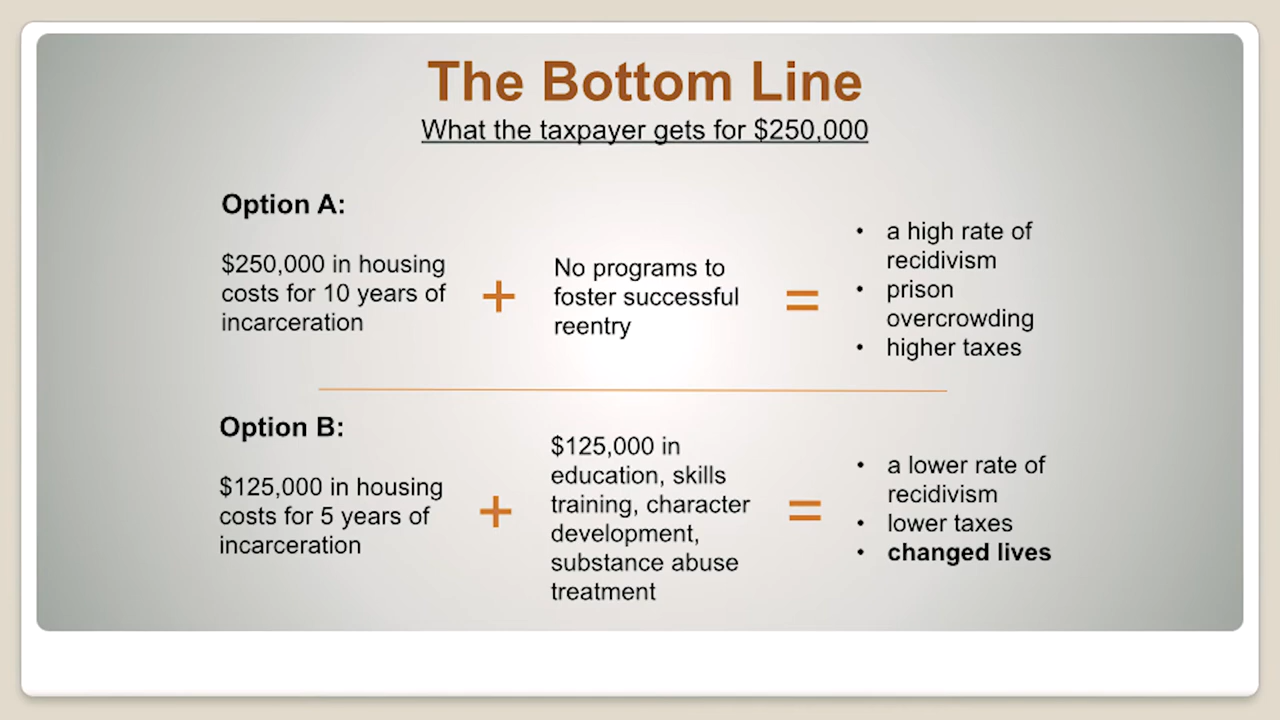 The Bottom Line
What the taxpayer gets for $250,000
Option A:
$250,000 in housing
costs for 10 years of
incarceration
+
No programs to
foster successful
reentry
=
• a high rate of
recidivism
• prison
overcrowding
• higher taxes
Option B:
$125,000 in housing
costs for 5 years of
incarceration
+
$125,000 in
education, skills
training, character
development,
substance abuse
treatment
=
• a lower rate of
recidivism
• lower taxes
• changed lives